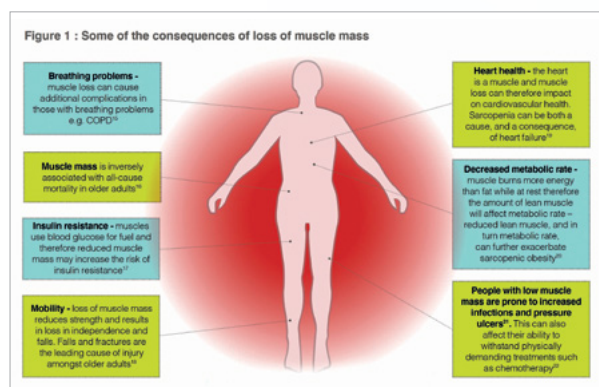 Figure 1 : Some of the consequences of loss of muscle mass
Breathing problems -
muscle loss can cause
additional complications in
those with breathing problems
e.g. COPD
Muscle mass is inversely
associated with all-cause
mortality in older adults
Insulin resistance - muscles
use blood glucose for fuel and
therefore reduced muscle
mass may increase the risk of
insulin resistance¹⁷
Mobility - loss of muscle mass
reduces strength and results
in loss in independence and
falls. Falls and fractures are
the leading cause of injury
amongst older adults
Heart health - the heart
is a muscle and muscle
loss can therefore impact
on cardiovascular health.
Sarcopenia can be both a
cause, and a consequence,
of heart failure
Decreased metabolic rate -
muscle burns more energy
than fat while at rest therefore
the amount of lean muscle
will affect metabolic rate –
reduced lean muscle, and in
turn metabolic rate,
can further exacerbate
sarcopenic obesity²⁰
People with low muscle
mass are prone to increased
infections and pressure
ulcers. This can also
affect their ability to
withstand physically
demanding treatments such
as chemotherapy